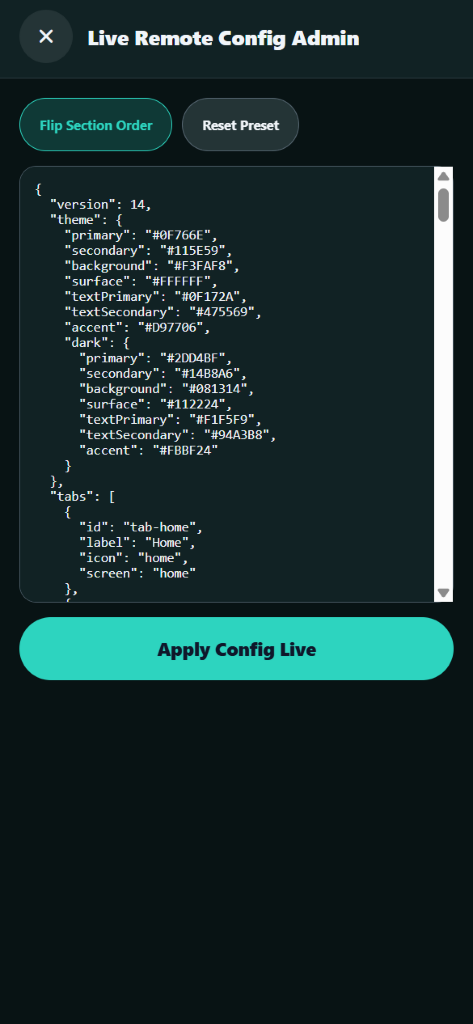 Live Remote Config Admin
Flip Section Order
Reset Preset
{
  "version": 14,
  "theme": {
    "primary": "#0F766E",
    "secondary": "#115E59",
    "background": "#F3FAF8",
    "surface": "#FFFFFF",
    "textPrimary": "#0F172A",
    "textSecondary": "#475569",
    "accent": "#D97706",
    "dark": {
      "primary": "#2DD4BF",
      "secondary": "#14B8A6",
      "background": "#081314",
      "surface": "#112224",
      "textPrimary": "#F1F5F9",
      "textSecondary": "#94A3B8",
      "accent": "#FBBF24"
    }
  },
  "tabs": [
    {
      "id": "tab-home",
      "label": "Home",
      "icon": "home",
      "screen": "home"
    },
    {
Apply Config Live